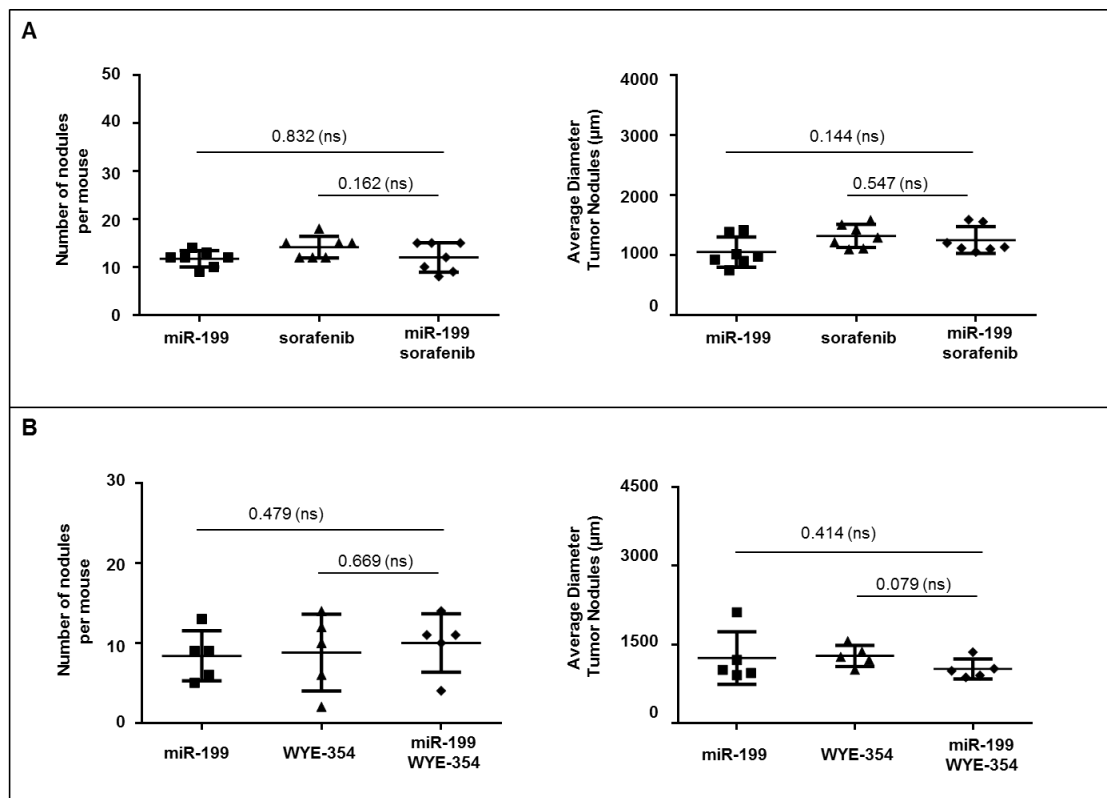 A
Number of nodules
per mouse
50
40
30
20
10
0
0.832 (ns)
0.162 (ns)
miR-199
sorafenib
miR-199
sorafenib
Average Diameter
Tumor Nodules (µm)
4000
3000
2000
1000
0
0.144 (ns)
0.547 (ns)
miR-199
sorafenib
miR-199
sorafenib
B
Number of nodules
per mouse
30
20
10
0
0.479 (ns)
0.669 (ns)
miR-199
WYE-354
miR-199
WYE-354
Average Diameter
Tumor Nodules (µm)
4500
3000
1500
0
0.414 (ns)
0.079 (ns)
miR-199
WYE-354
miR-199
WYE-354